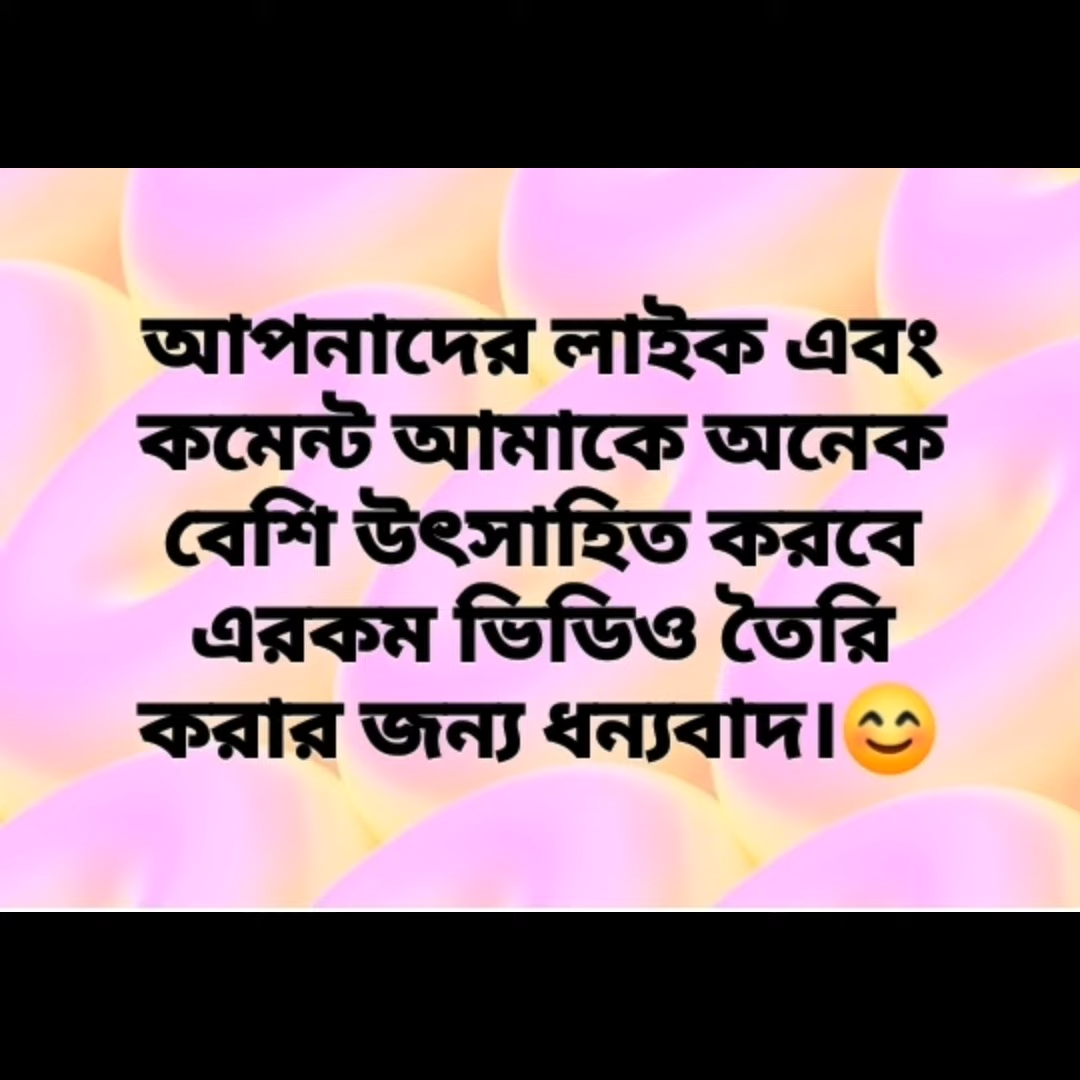 আপনাদের লাইক এবং
কমেন্ট আমাকে অনেক
বেশি উৎসাহিত করবে
এরকম ভিডিও তৈরি
করার জন্য ধন্যবাদ।😊